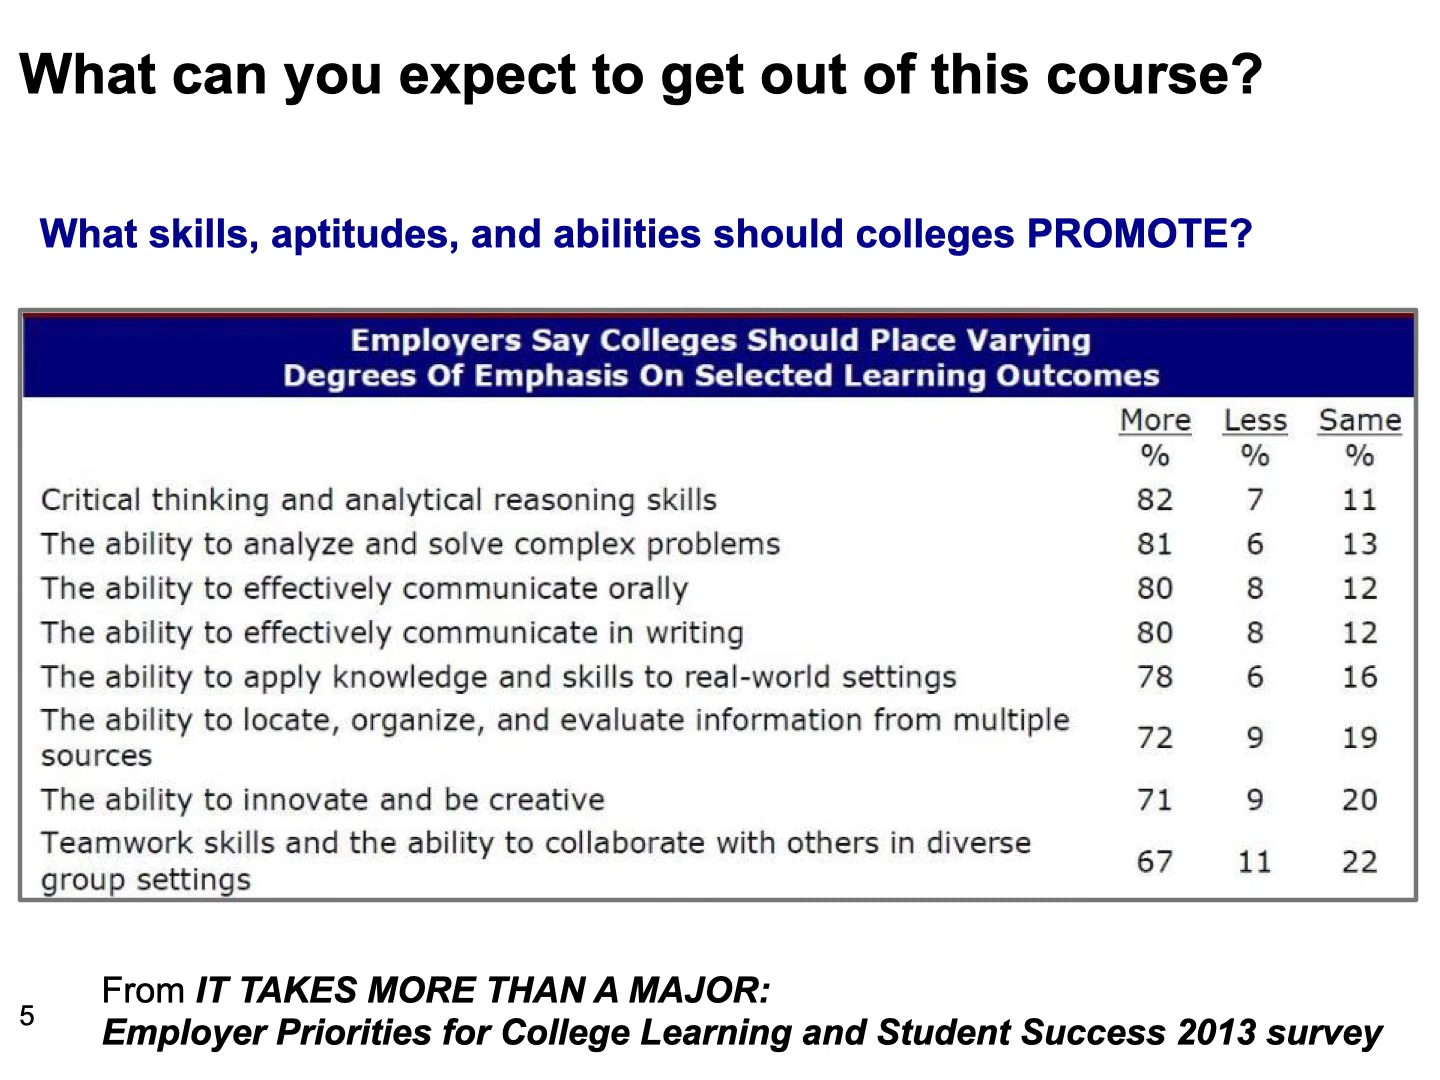 What can you expect to get out of this course?
What skills, aptitudes, and abilities should colleges PROMOTE?
Employers Say Colleges Should Place Varying
Degrees Of Emphasis On Selected Learning Outcomes
More Less Same
% % %
Critical thinking and analytical reasoning skills 82 7 11
The ability to analyze and solve complex problems 81 6 13
The ability to effectively communicate orally 80 8 12
The ability to effectively communicate in writing 80 8 12
The ability to apply knowledge and skills to real-world settings 78 6 16
The ability to locate, organize, and evaluate information from multiple
sources 72 9 19
The ability to innovate and be creative 71 9 20
Teamwork skills and the ability to collaborate with others in diverse
group settings 67 11 22
From IT TAKES MORE THAN A MAJOR:
5
Employer Priorities for College Learning and Student Success 2013 survey